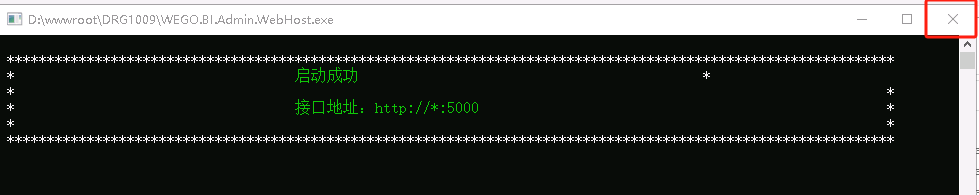 D:\wwwroot\DRG1009\WEGO.BI.Admin.WebHost.exe
***************************************************************************************************************
* 启动成功 *
* *
* 接口地址：http://*:5000 *
* *
***************************************************************************************************************